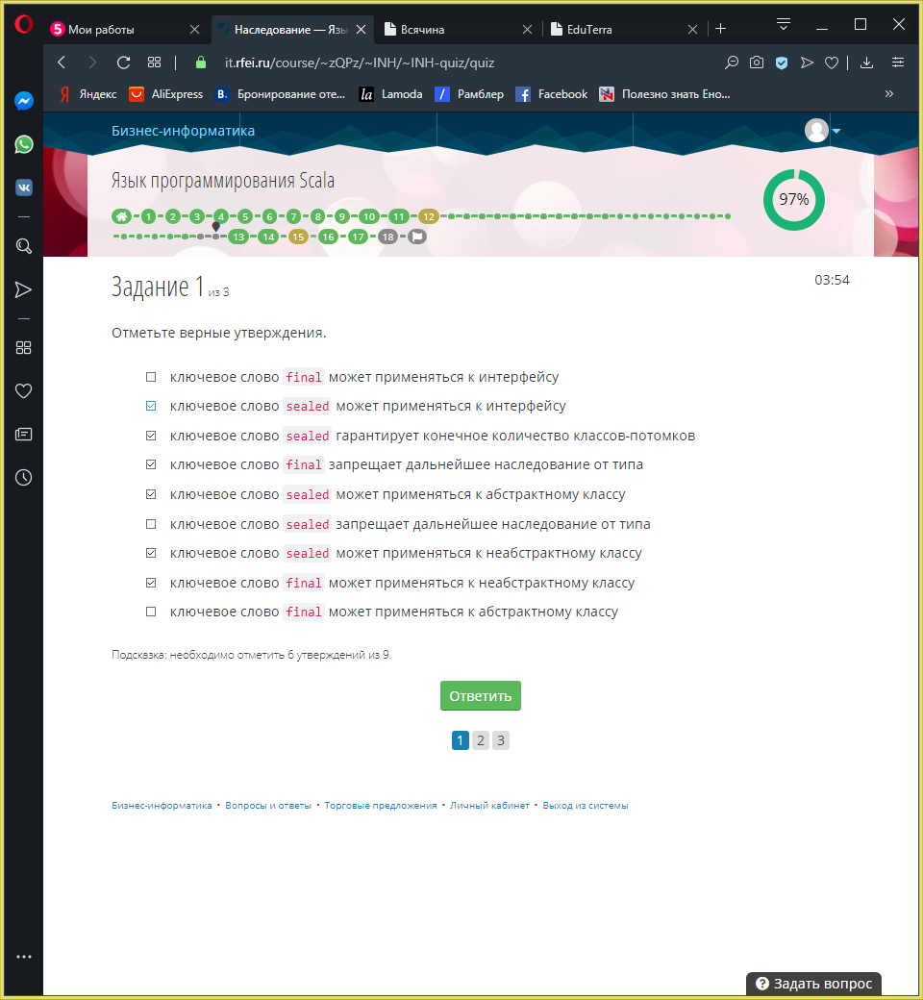 Мои работы
Наследование — Язы
Всячина
EduTerra
it.rfei.ru/course/~zQPz/~INH/~INH-quiz/quiz
Яндекс
AliExpress
Бронирование оте...
Lamoda
Рамблер
Facebook
Полезно знать Ено...
Бизнес-информатика
Язык программирования Scala
97%
1 2 3 4 5 6 7 8 9 10 11 12
13 14 15 16 17 18
Задание 1 из 3
03:54
Отметьте верные утверждения.
ключевое слово final может применяться к интерфейсу
ключевое слово sealed может применяться к интерфейсу
ключевое слово sealed гарантирует конечное количество классов-потомков
ключевое слово final запрещает дальнейшее наследование от типа
ключевое слово sealed может применяться к абстрактному классу
ключевое слово sealed запрещает дальнейшее наследование от типа
ключевое слово sealed может применяться к неабстрактному классу
ключевое слово final может применяться к неабстрактному классу
ключевое слово final может применяться к абстрактному классу
Подсказка: необходимо отметить 6 утверждений из 9.
Ответить
1 2 3
Бизнес-информатика • Вопросы и ответы • Торговые предложения • Личный кабинет • Выход из системы
Задать вопрос